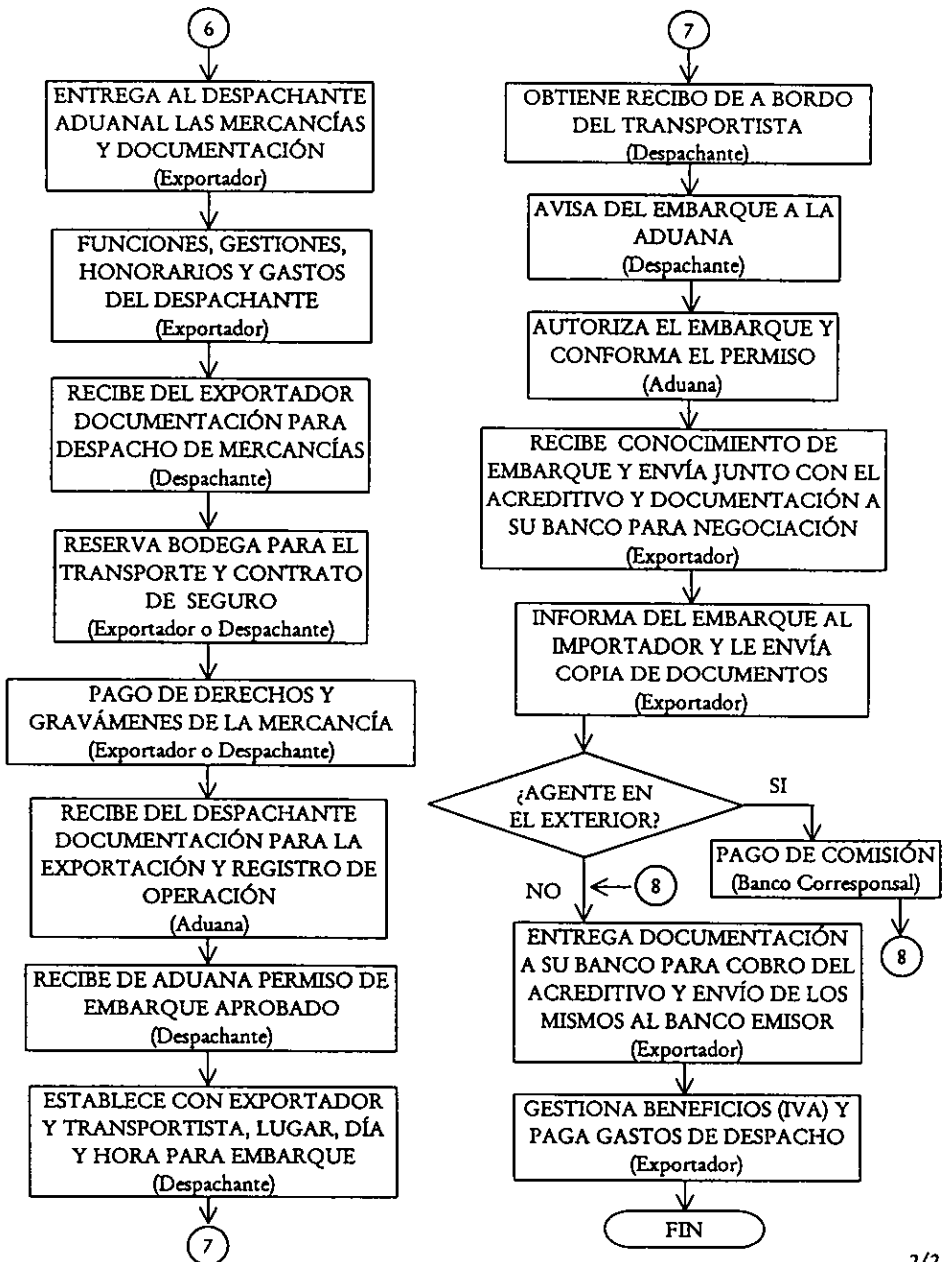 6
ENTREGA AL DESPACHANTE
ADUANAL LAS MERCANCÍAS
Y DOCUMENTACIÓN
(Exportador)
FUNCIONES, GESTIONES,
HONORARIOS Y GASTOS
DEL DESPACHANTE
(Exportador)
RECIBE DEL EXPORTADOR
DOCUMENTACIÓN PARA
DESPACHO DE MERCANCÍAS
(Despachante)
RESERVA BODEGA PARA EL
TRANSPORTE Y CONTRATO
DE SEGURO
(Exportador o Despachante)
PAGO DE DERECHOS Y
GRAVÁMENES DE LA MERCANCÍA
(Exportador o Despachante)
RECIBE DEL DESPACHANTE
DOCUMENTACIÓN PARA LA
EXPORTACIÓN Y REGISTRO DE
OPERACIÓN
(Aduana)
RECIBE DE ADUANA PERMISO DE
EMBARQUE APROBADO
(Despachante)
ESTABLECE CON EXPORTADOR
Y TRANSPORTISTA, LUGAR, DÍA
Y HORA PARA EMBARQUE
(Despachante)
7
7
OBTIENE RECIBO DE A BORDO
DEL TRANSPORTISTA
(Despachante)
AVISA DEL EMBARQUE A LA
ADUANA
(Despachante)
AUTORIZA EL EMBARQUE Y
CONFORMA EL PERMISO
(Aduana)
RECIBE CONOCIMIENTO DE
EMBARQUE Y ENVÍA JUNTO CON EL
ACREDITIVO Y DOCUMENTACIÓN A
SU BANCO PARA NEGOCIACIÓN
(Exportador)
INFORMA DEL EMBARQUE AL
IMPORTADOR Y LE ENVÍA
COPIA DE DOCUMENTOS
(Exportador)
¿AGENTE EN
EL EXTERIOR?
SI
PAGO DE COMISIÓN
(Banco Corresponsal)
8
NO
8
ENTREGA DOCUMENTACIÓN
A SU BANCO PARA COBRO DEL
ACREDITIVO Y ENVÍO DE LOS
MISMOS AL BANCO EMISOR
(Exportador)
GESTIONA BENEFICIOS (IVA) Y
PAGA GASTOS DE DESPACHO
(Exportador)
FIN
2/2